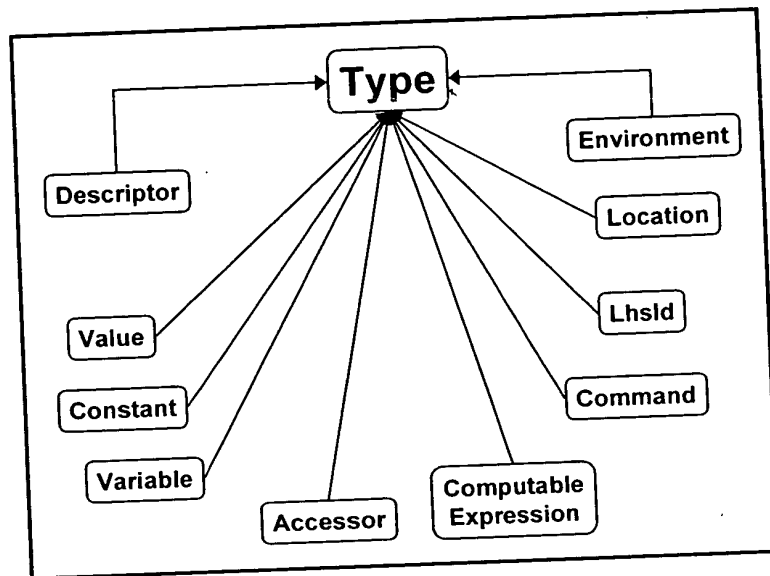 Type
Environment
Descriptor
Location
Value
LhsId
Constant
Command
Variable
Computable
Expression
Accessor